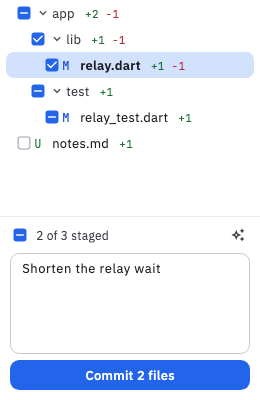 app +2 -1
lib +1 -1
M relay.dart +1 -1
test +1
M relay_test.dart +1
U notes.md +1
2 of 3 staged
Shorten the relay wait
Commit 2 files